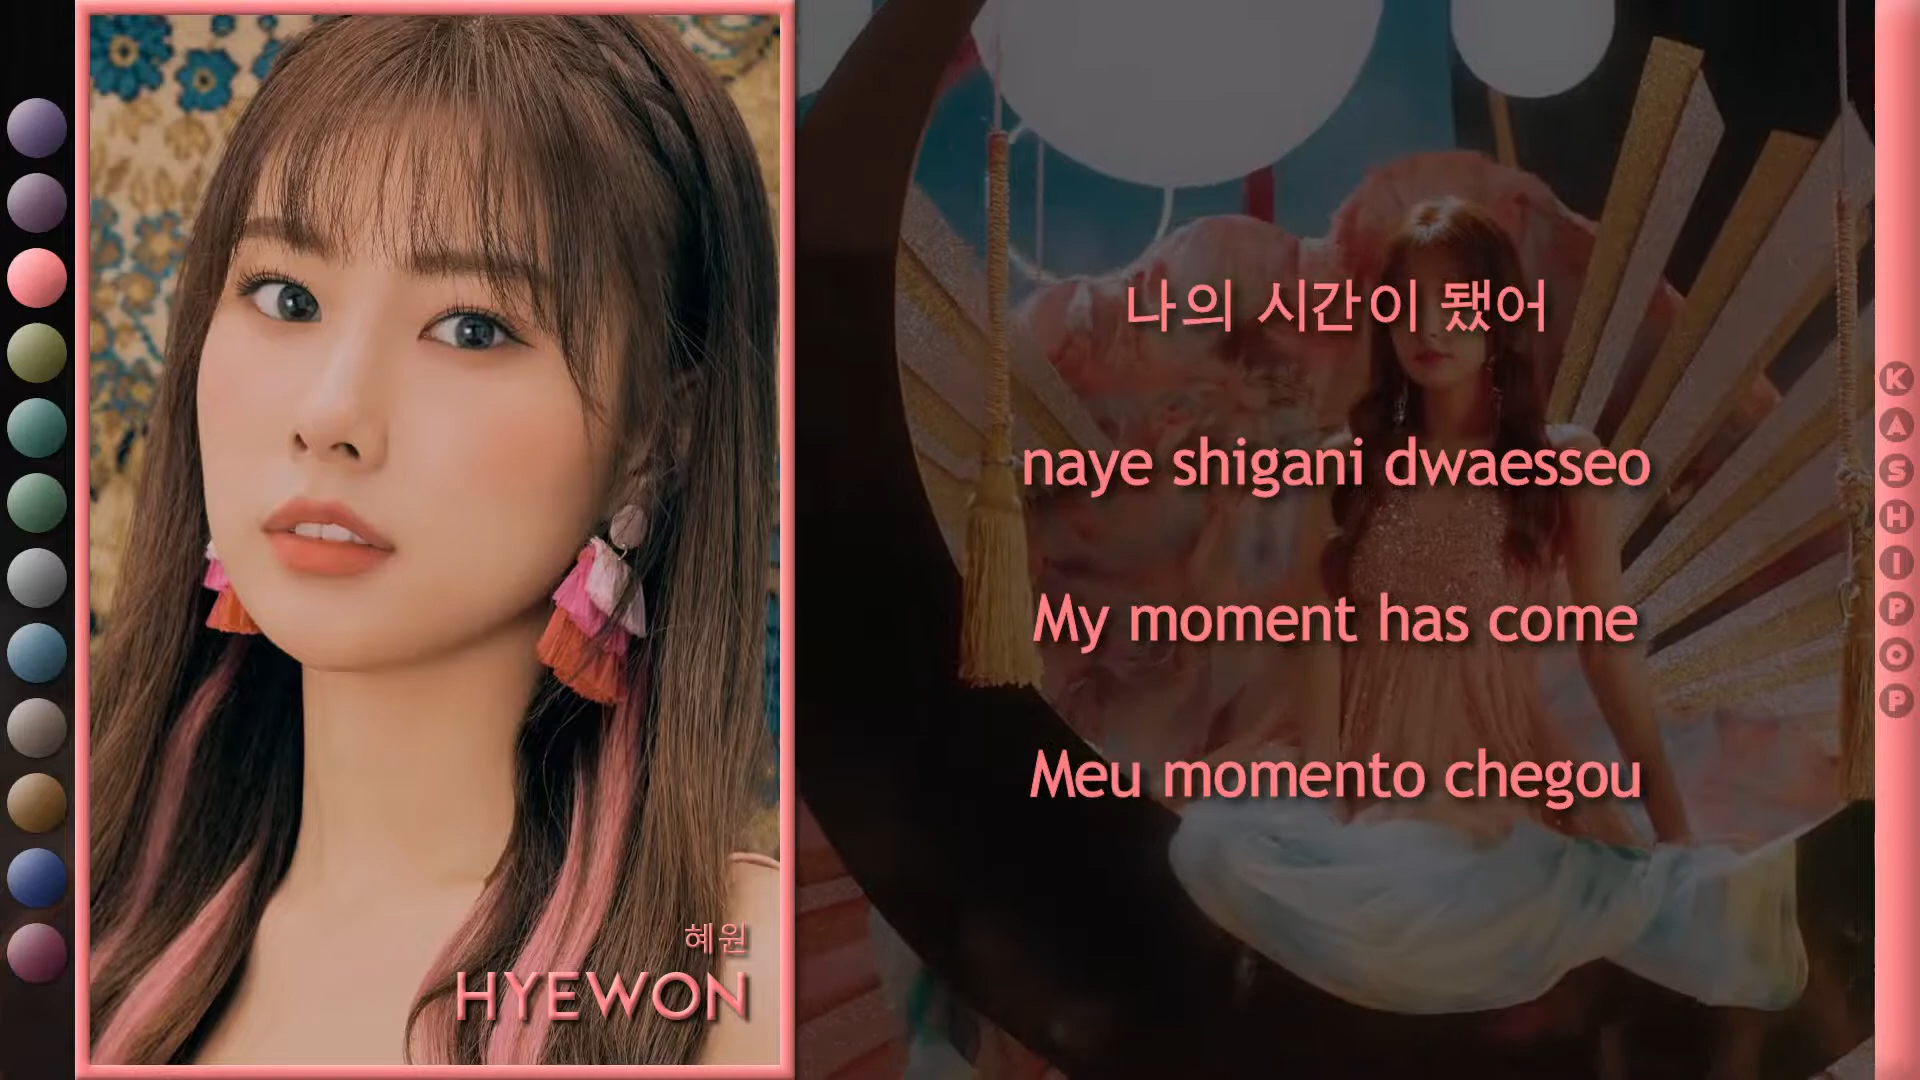 혜원
HYEWON
나의 시간이 됐어
naye shigani dwaesseo
My moment has come
Meu momento chegou
KASHIPOP